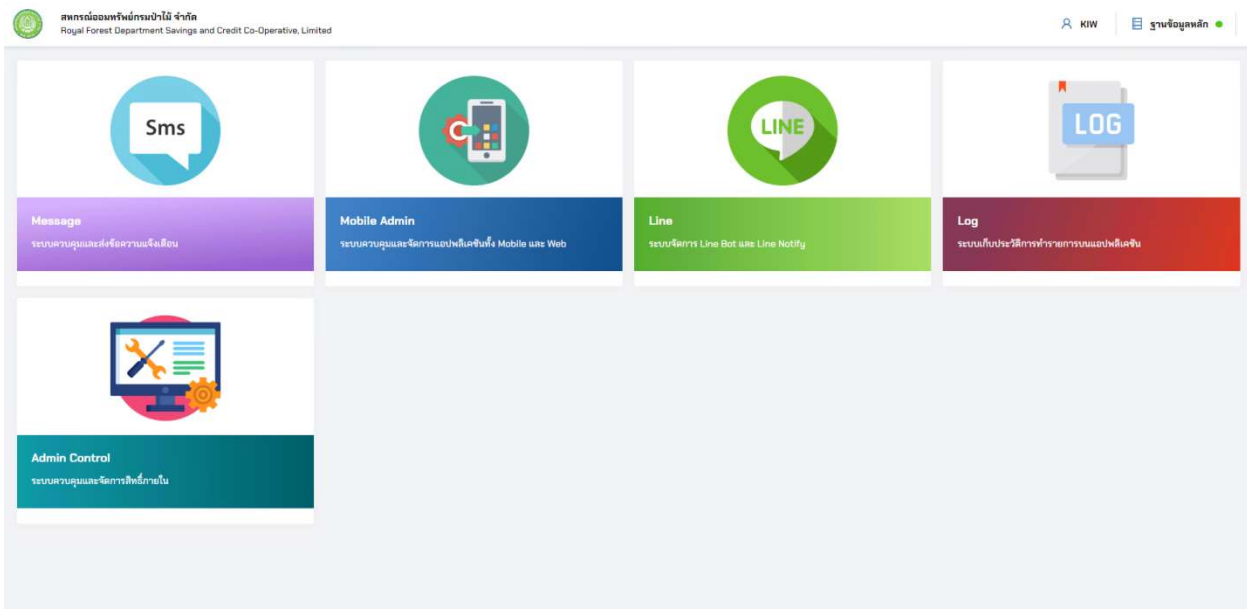 สหกรณ์ออมทรัพย์กรมป่าไม้ จำกัด
Royal Forest Department Savings and Credit Co-Operative, Limited
KIW
ฐานข้อมูลหลัก
Sms
Message
ระบบควบคุมและส่งข้อความแจ้งเตือน
Mobile Admin
ระบบควบคุมและจัดการแอปพลิเคชันทั้ง Mobile และ Web
LINE
Line
ระบบจัดการ Line Bot และ Line Notify
LOG
Log
ระบบเก็บประวัติการทำรายการบนแอปพลิเคชัน
Admin Control
ระบบควบคุมและจัดการสิทธิ์ภายใน